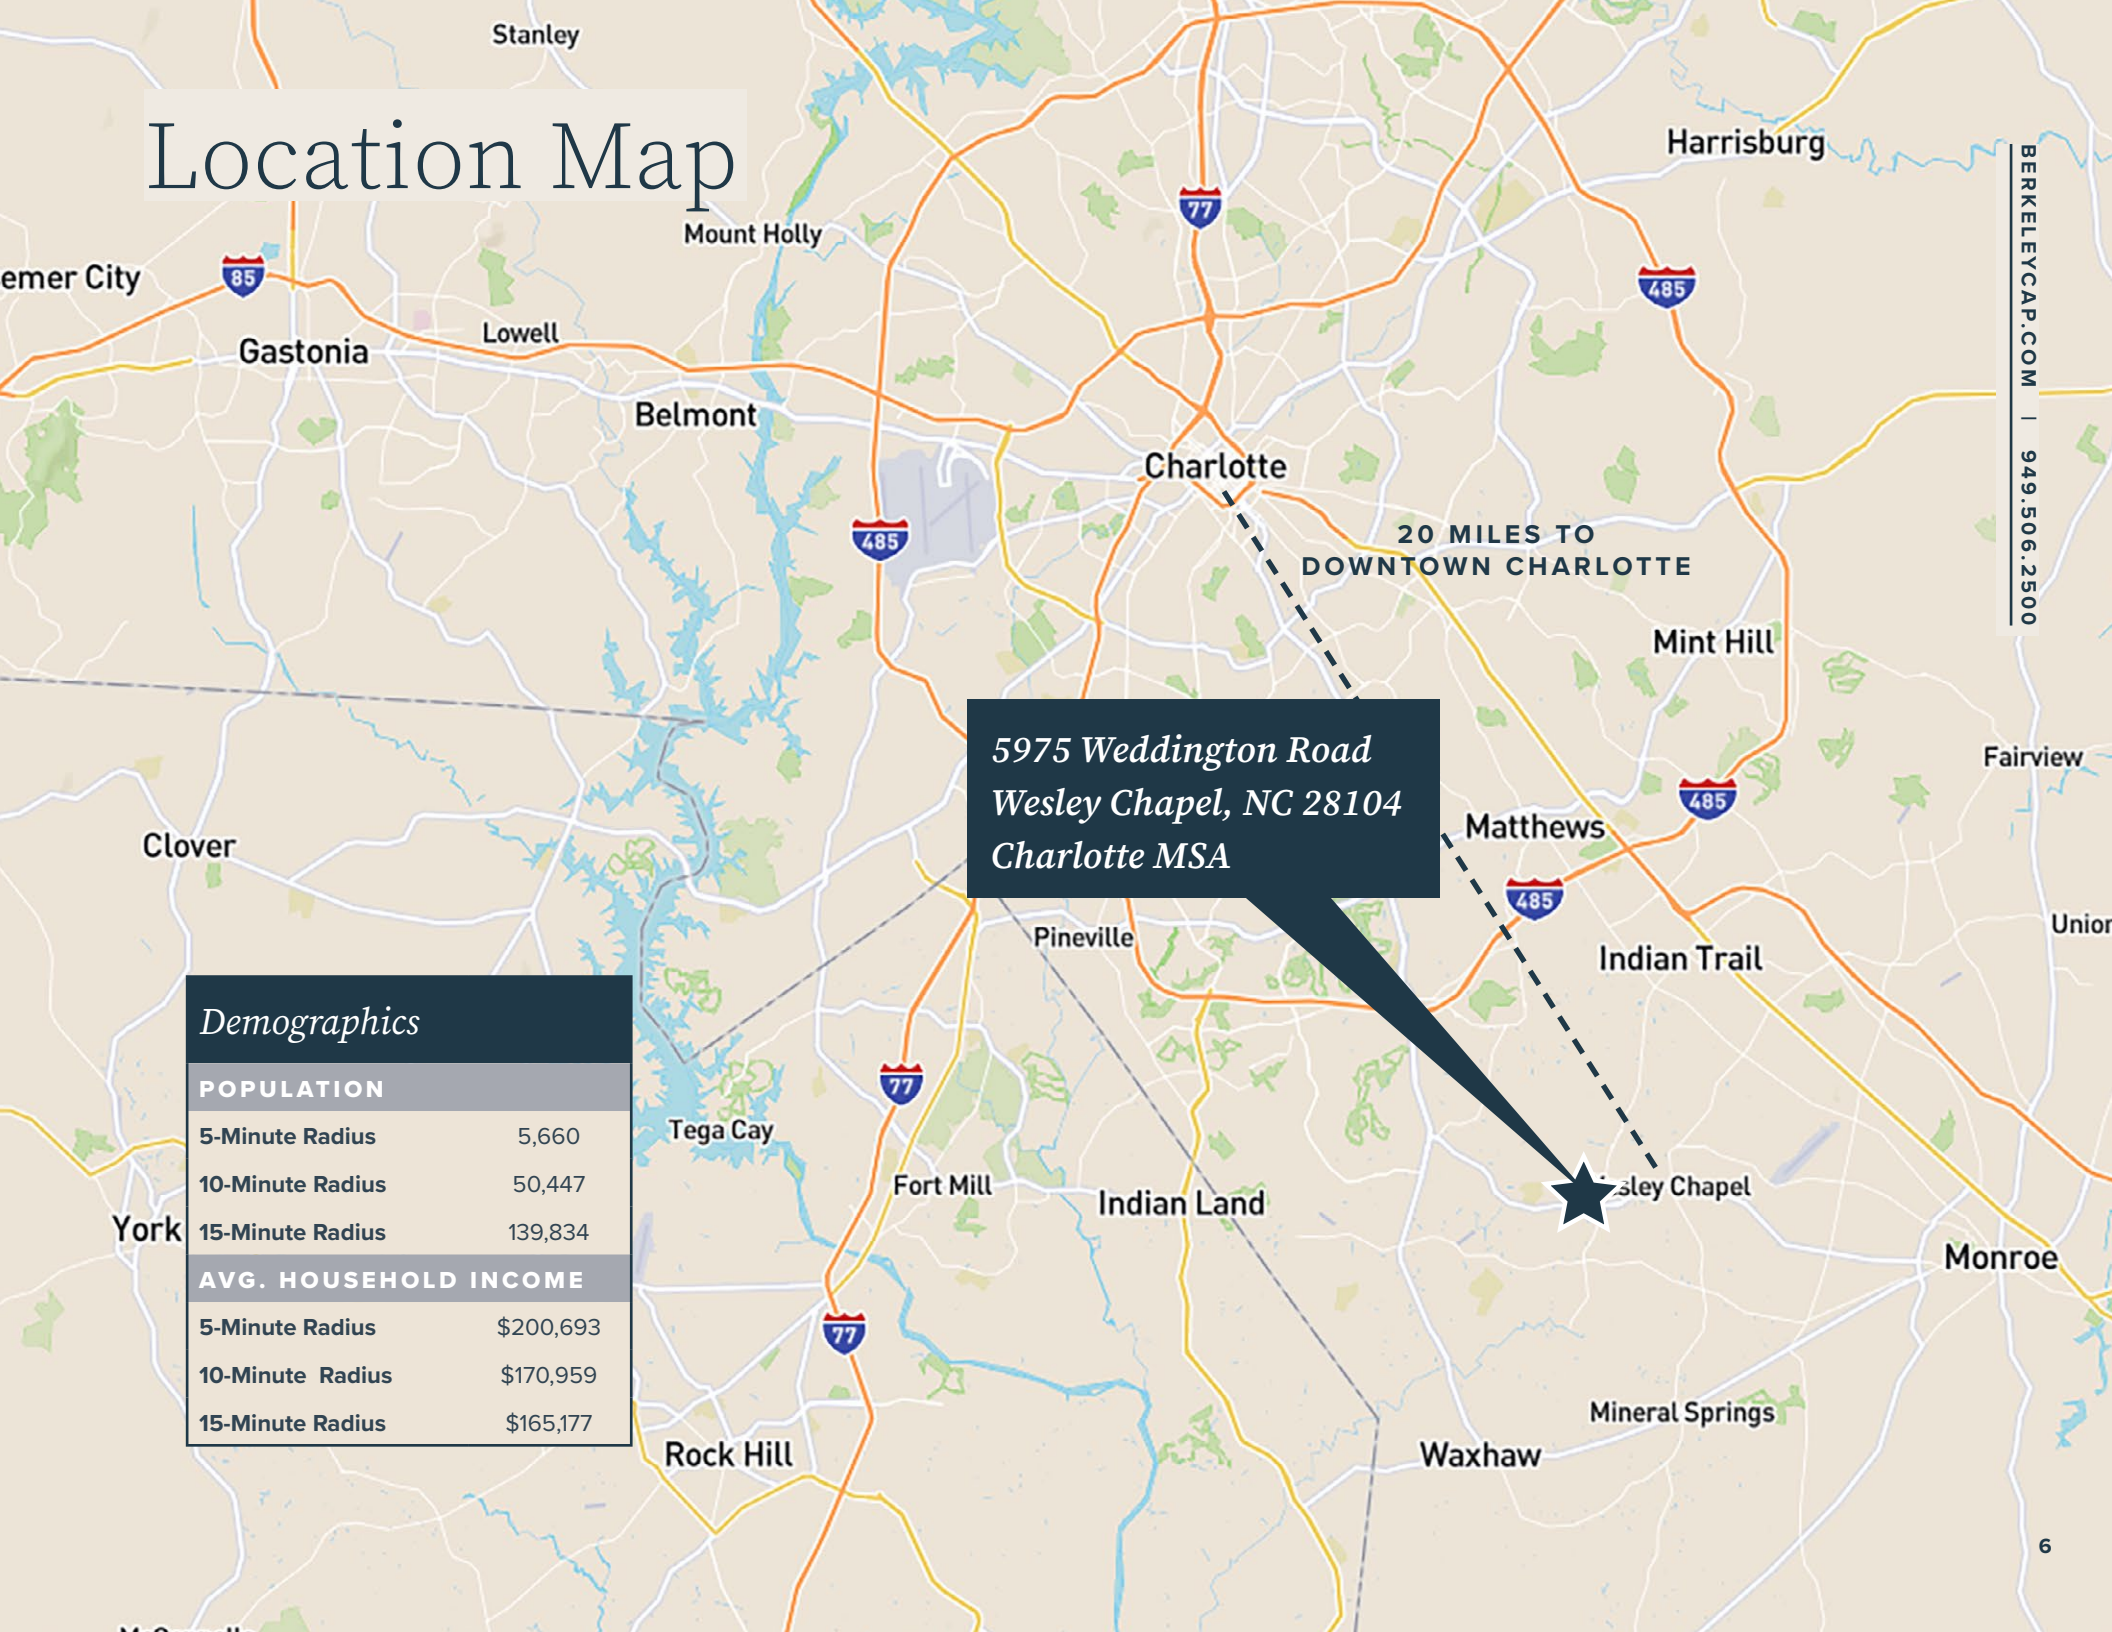 Stanley
Location Map
Harrisburg
77
Mount Holly
emer City
85
485
Lowell
Gastonia
Belmont
Charlotte
485
20 MILES TO
DOWNTOWN CHARLOTTE
BERKELEYCAP.COM | 949.506.2500
Mint Hill
5975 Weddington Road
Wesley Chapel, NC 28104
Charlotte MSA
Fairview
485
Matthews
Clover
485
Union
Pineville
Indian Trail
Demographics
POPULATION
5-Minute Radius 5,660
10-Minute Radius 50,447
15-Minute Radius 139,834
AVG. HOUSEHOLD INCOME
5-Minute Radius $200,693
10-Minute Radius $170,959
15-Minute Radius $165,177
77
Tega Cay
Fort Mill
Indian Land
sley Chapel
York
Monroe
77
Mineral Springs
Rock Hill
Waxhaw
6